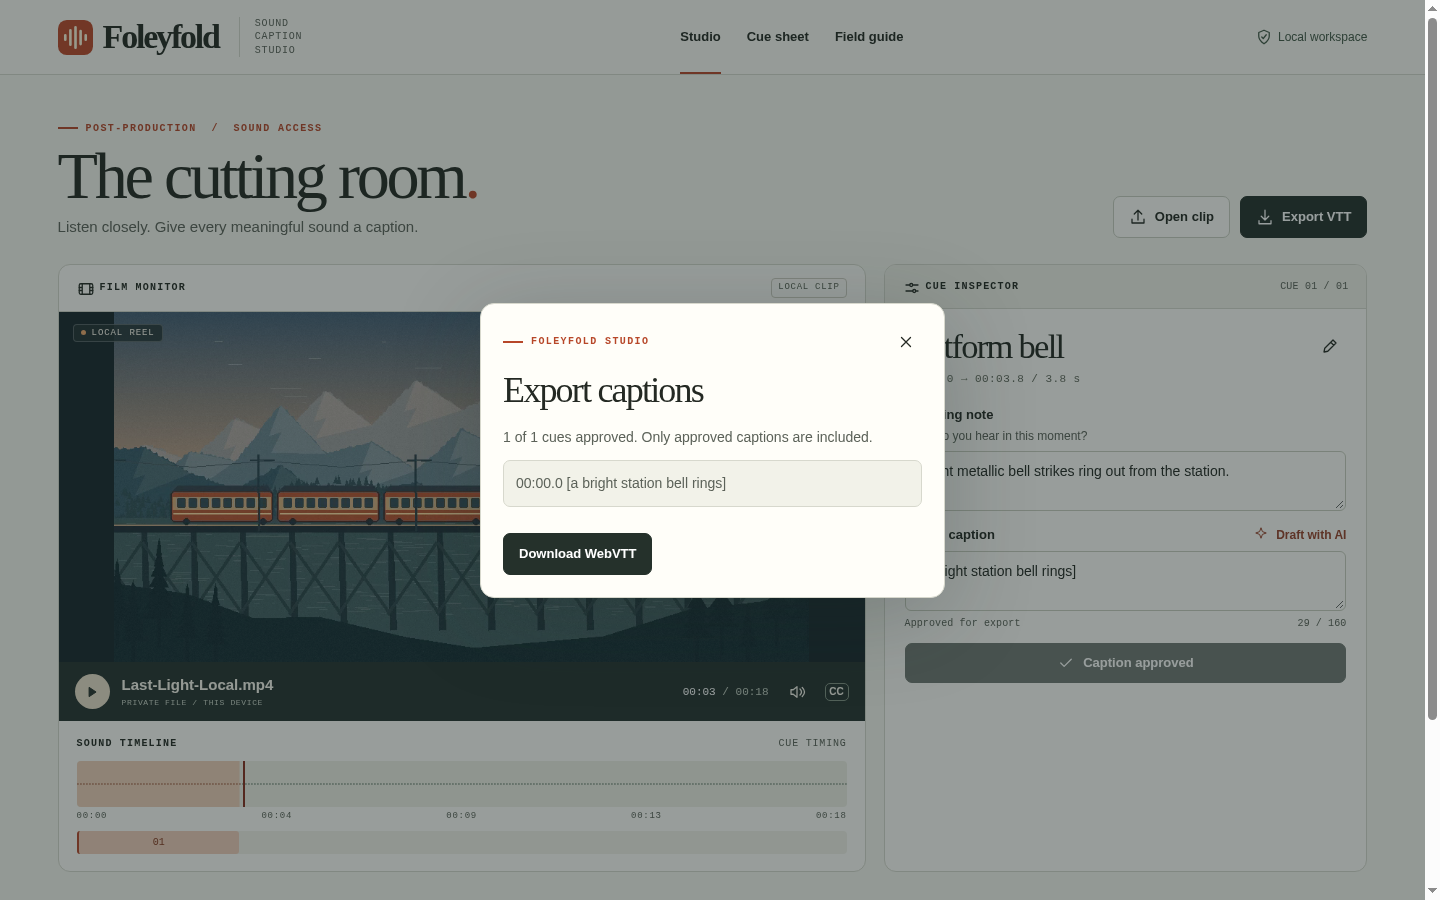 Foleyfold
SOUND
CAPTION
STUDIO
Studio
Cue sheet
Field guide
Local workspace
POST-PRODUCTION / SOUND ACCESS
The cutting room.
Listen closely. Give every meaningful sound a caption.
Open clip
Export VTT
FILM MONITOR
LOCAL CLIP
LOCAL REEL
CUE INSPECTOR
CUE 01 / 01
FOLEYFOLD STUDIO
Export captions
1 of 1 cues approved. Only approved captions are included.
00:00.0 [a bright station bell rings]
Download WebVTT
bell
→ 00:03.8 / 3.8 s
note
you hear in this moment?
metallic bell strikes ring out from the station.
caption
Draft with AI
station bell rings]
Approved for export
29 / 160
Caption approved
Last-Light-Local.mp4
PRIVATE FILE / THIS DEVICE
00:03 / 00:18
CC
SOUND TIMELINE
CUE TIMING
00:00
00:04
00:09
00:13
00:18
01